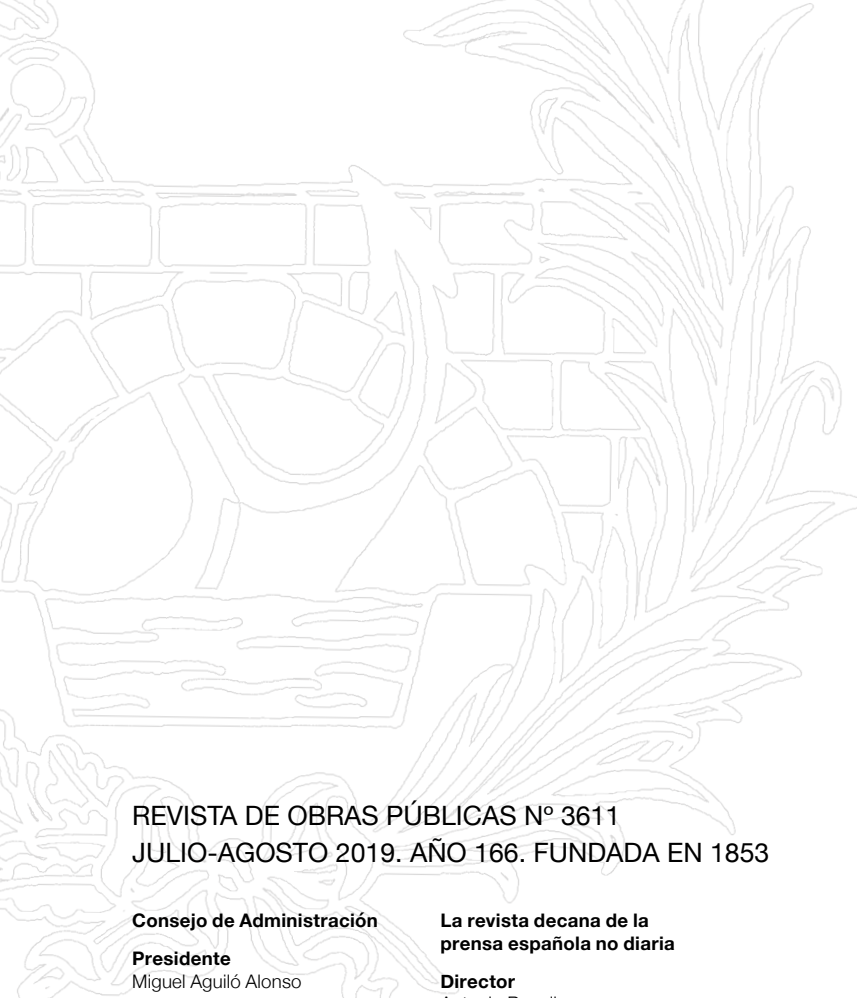 REVISTA DE OBRAS PÚBLICAS Nº 3611
JULIO-AGOSTO 2019. AÑO 166. FUNDADA EN 1853
Consejo de Administración
Presidente
Miguel Aguiló Alonso
La revista decana de la
prensa española no diaria
Director